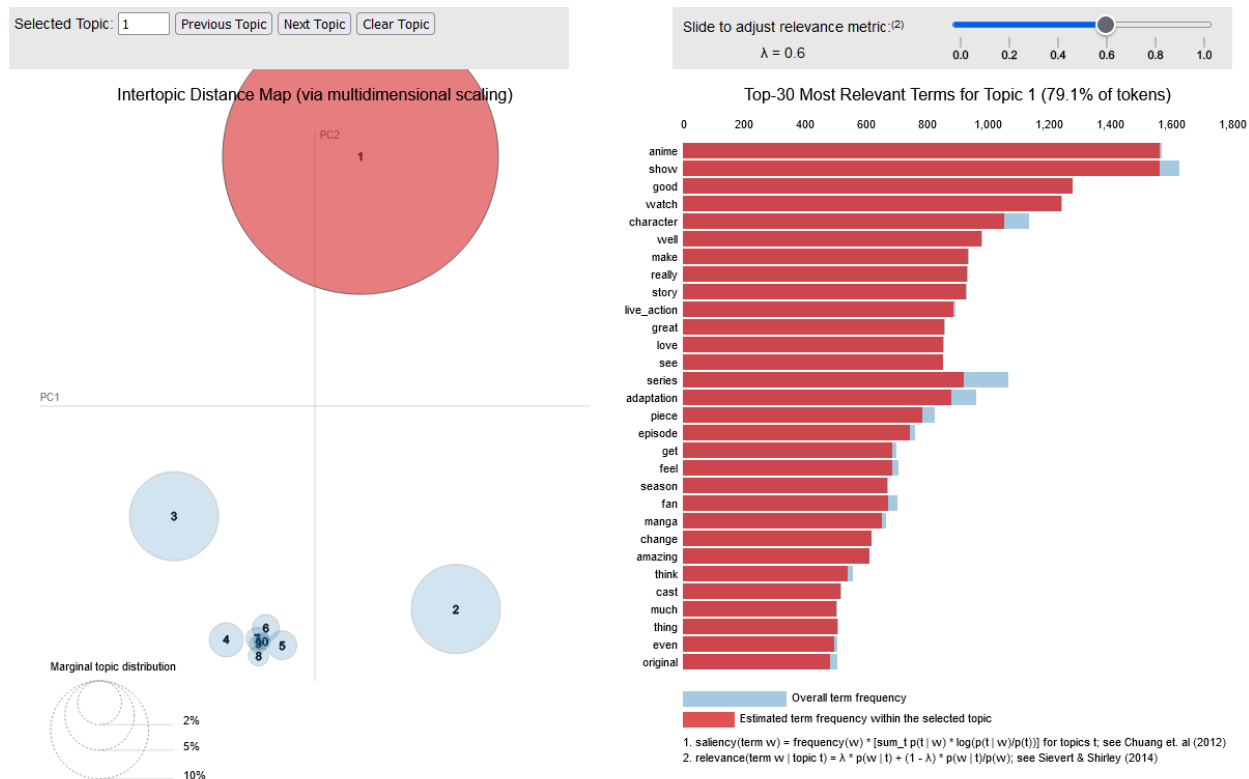 Selected Topic: 1 Previous Topic Next Topic Clear Topic
Slide to adjust relevance metric:(2)
λ = 0.6
0.0 0.2 0.4 0.6 0.8 1.0
Intertopic Distance Map (via multidimensional scaling)
PC2
1
PC1
3
2
6
4
5
8
Marginal topic distribution
2%
5%
10%
Top-30 Most Relevant Terms for Topic 1 (79.1% of tokens)
0 200 400 600 800 1,000 1,200 1,400 1,600 1,800
anime
show
good
watch
character
well
make
really
story
live_action
great
love
see
series
adaptation
piece
episode
get
feel
season
fan
manga
change
amazing
think
cast
much
thing
even
original
Overall term frequency
Estimated term frequency within the selected topic
1. saliency(term w) = frequency(w) * [sum_t p(t | w) * log(p(t | w)/p(t))] for topics t; see Chuang et. al (2012)
2. relevance(term w | topic t) = λ * p(w | t) + (1 - λ) * p(w | t)/p(w); see Sievert & Shirley (2014)